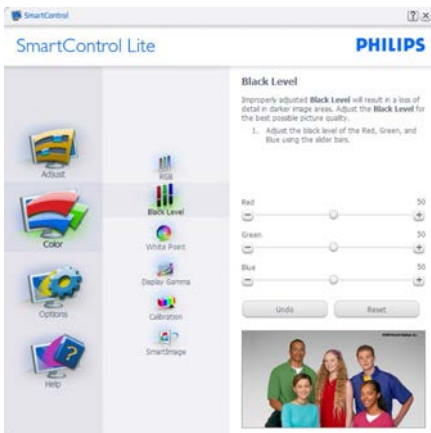 SmartControl
SmartControl Lite
PHILIPS
Adjust
Color
Options
Help
RGB
Black Level
White Point
Display Gamma
Calibration
SmartImage
Black Level
Improperly adjusted Black Level will result in a loss of
detail in darker image areas. Adjust the Black Level for
the best possible picture quality.
1. Adjust the black level of the Red, Green, and
Blue using the slider bars.
Red 50
Green 50
Blue 50
Undo Reset